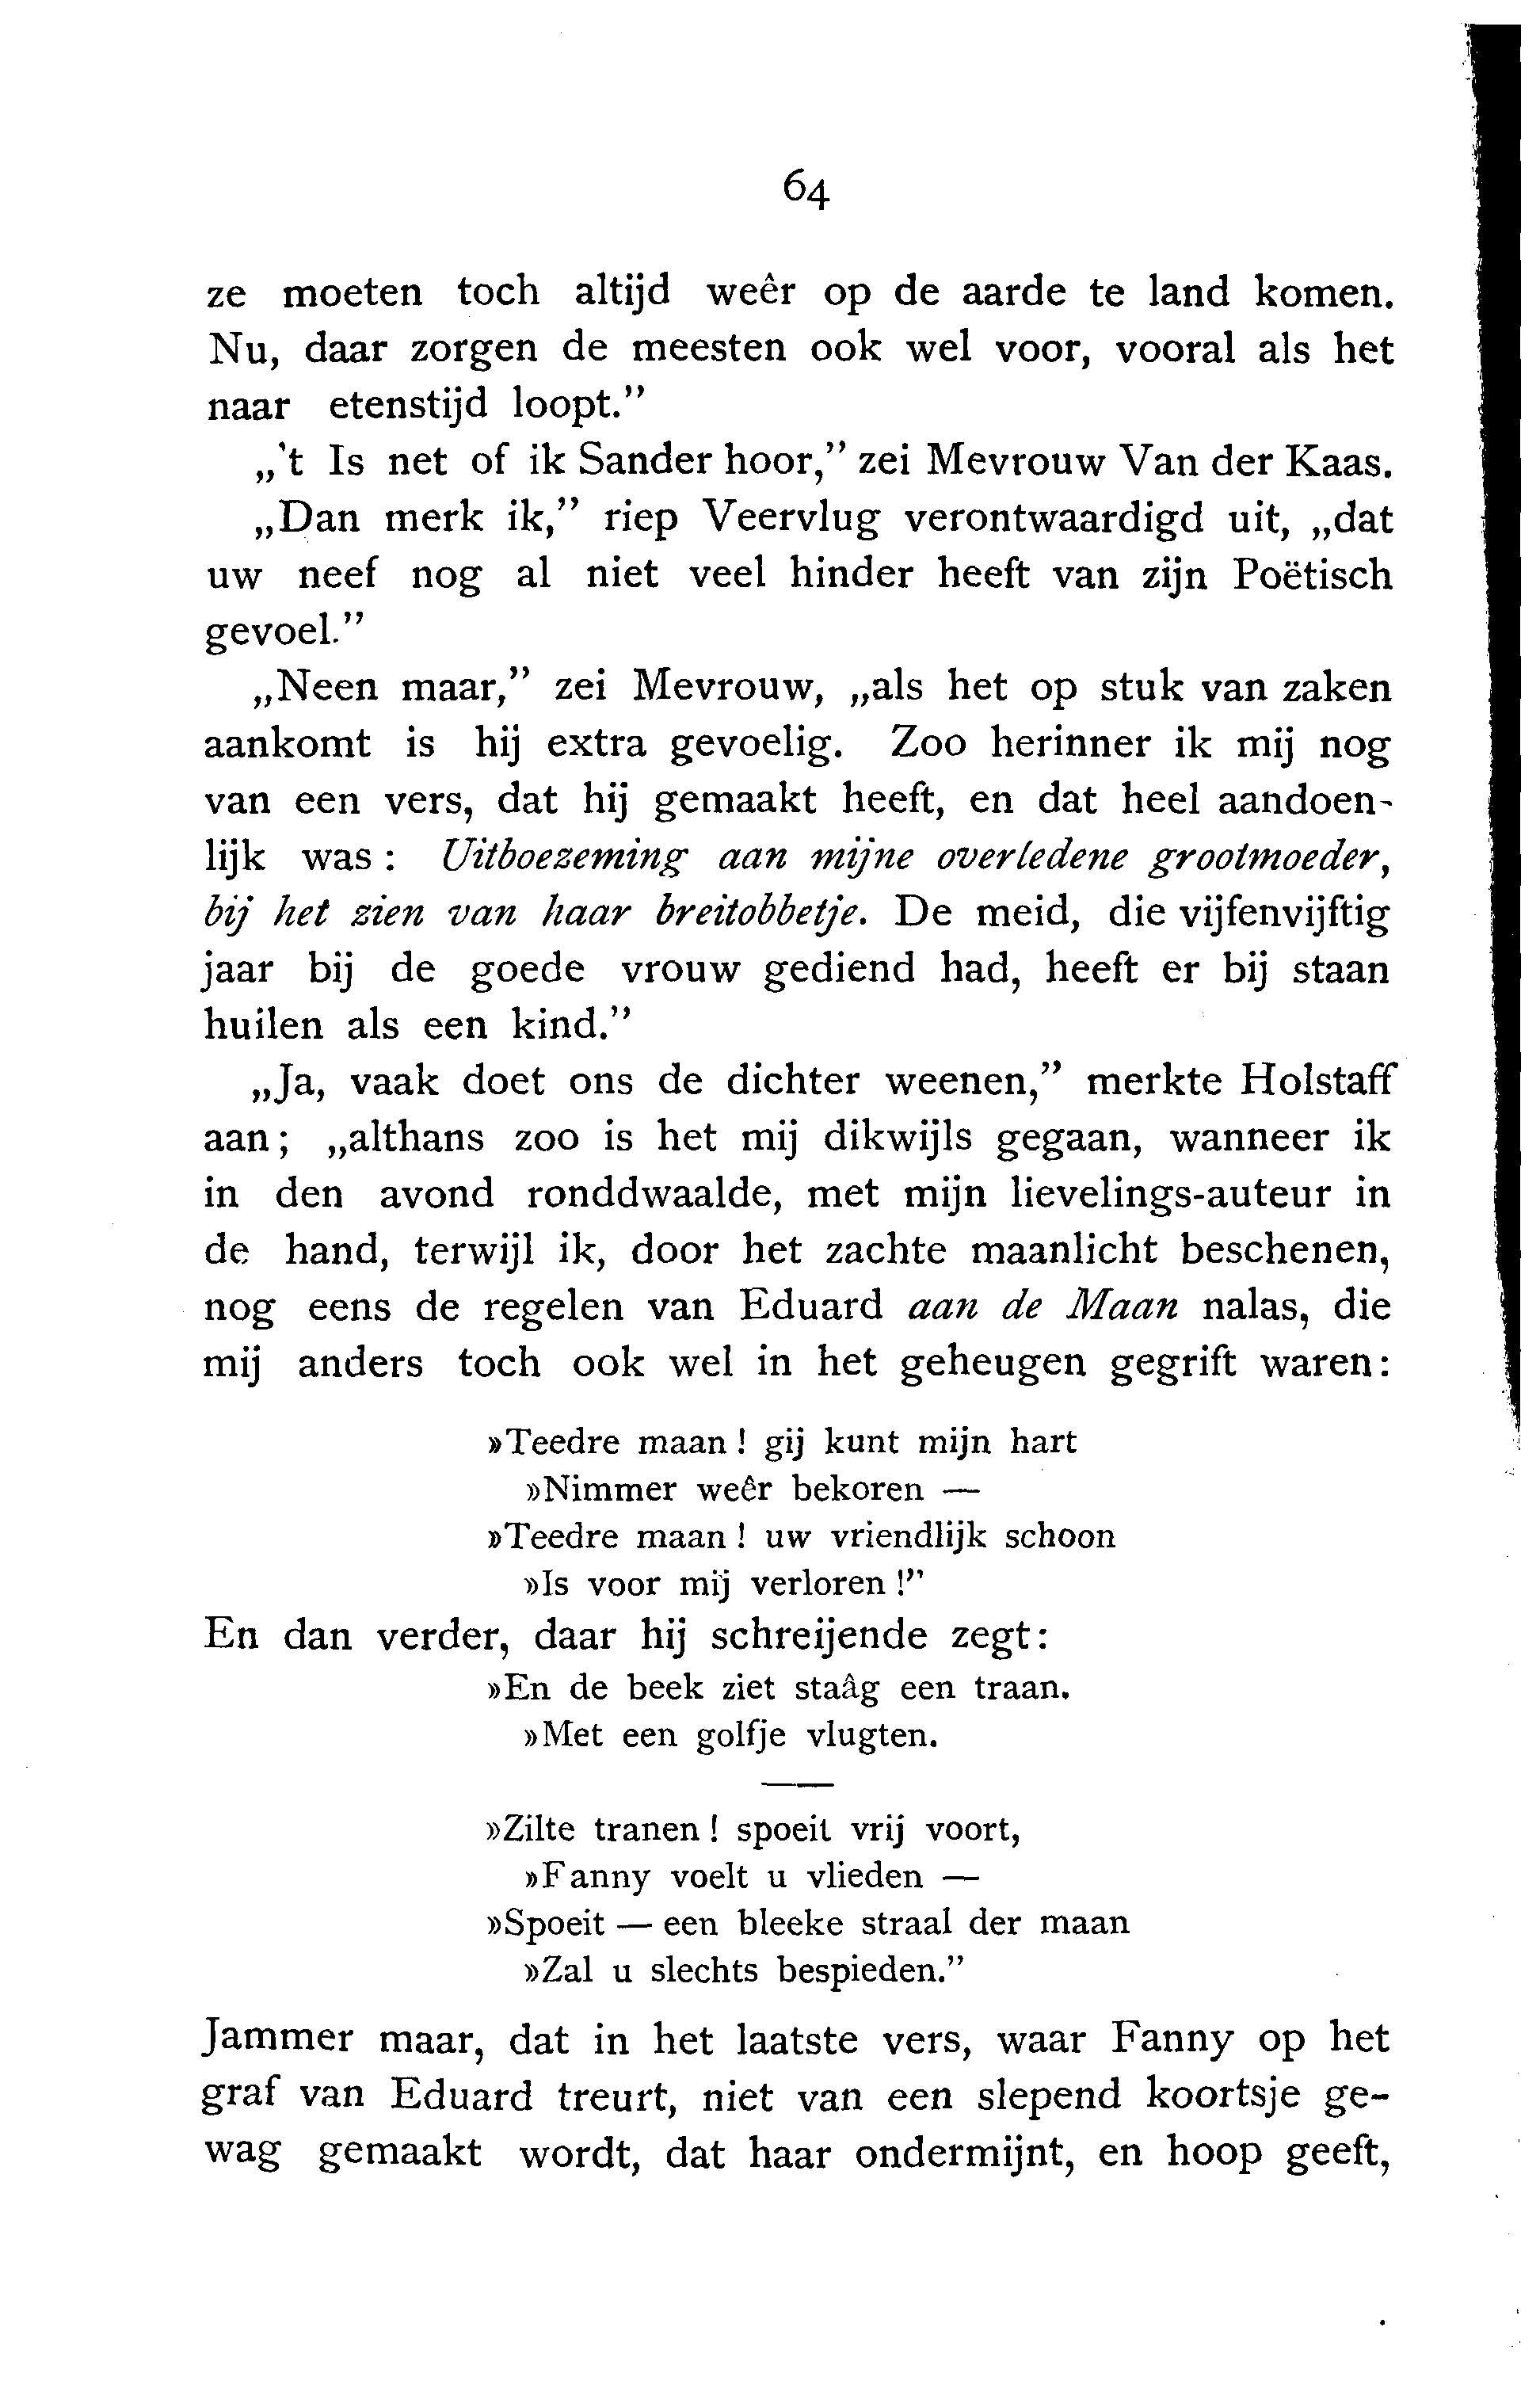 64
ze moeten toch altijd weêr op de aarde te land komen.
Nu, daar zorgen de meesten ook wel voor, vooral als het
naar etenstijd loopt.”
„'t Is net of ik Sander hoor,” zei Mevrouw Van der Kaas.
„Dan merk ik,” riep Veervlug verontwaardigd uit, „dat
uw neef nog al niet veel hinder heeft van zijn Poëtisch
gevoel.”
„Neen maar,” zei Mevrouw, „als het op stuk van zaken
aankomt is hij extra gevoelig. Zoo herinner ik mij nog
van een vers, dat hij gemaakt heeft, en dat heel aandoen-
lijk was : Uitboezeming aan mijne overledene grootmoeder,
bij het zien van haar breitobbetje. De meid, die vijfenvijftig
jaar bij de goede vrouw gediend had, heeft er bij staan
huilen als een kind.”
„Ja, vaak doet ons de dichter weenen,” merkte Holstaff
aan ; „althans zoo is het mij dikwijls gegaan, wanneer ik
in den avond ronddwaalde, met mijn lievelings-auteur in
de hand, terwijl ik, door het zachte maanlicht beschenen,
nog eens de regelen van Eduard aan de Maan nalas, die
mij anders toch ook wel in het geheugen gegrift waren:
»Teedre maan ! gij kunt mijn hart
»Nimmer weêr bekoren —
»Teedre maan ! uw vriendlijk schoon
»Is voor mij verloren !”
En dan verder, daar hij schreijende zegt:
»En de beek ziet staâg een traan.
»Met een golfje vlugten.
»Zilte tranen ! spoeit vrij voort,
»Fanny voelt u vlieden —
»Spoeit — een bleeke straal der maan
»Zal u slechts bespieden.”
Jammer maar, dat in het laatste vers, waar Fanny op het
graf van Eduard treurt, niet van een slepend koortsje ge-
wag gemaakt wordt, dat haar ondermijnt, en hoop geeft,